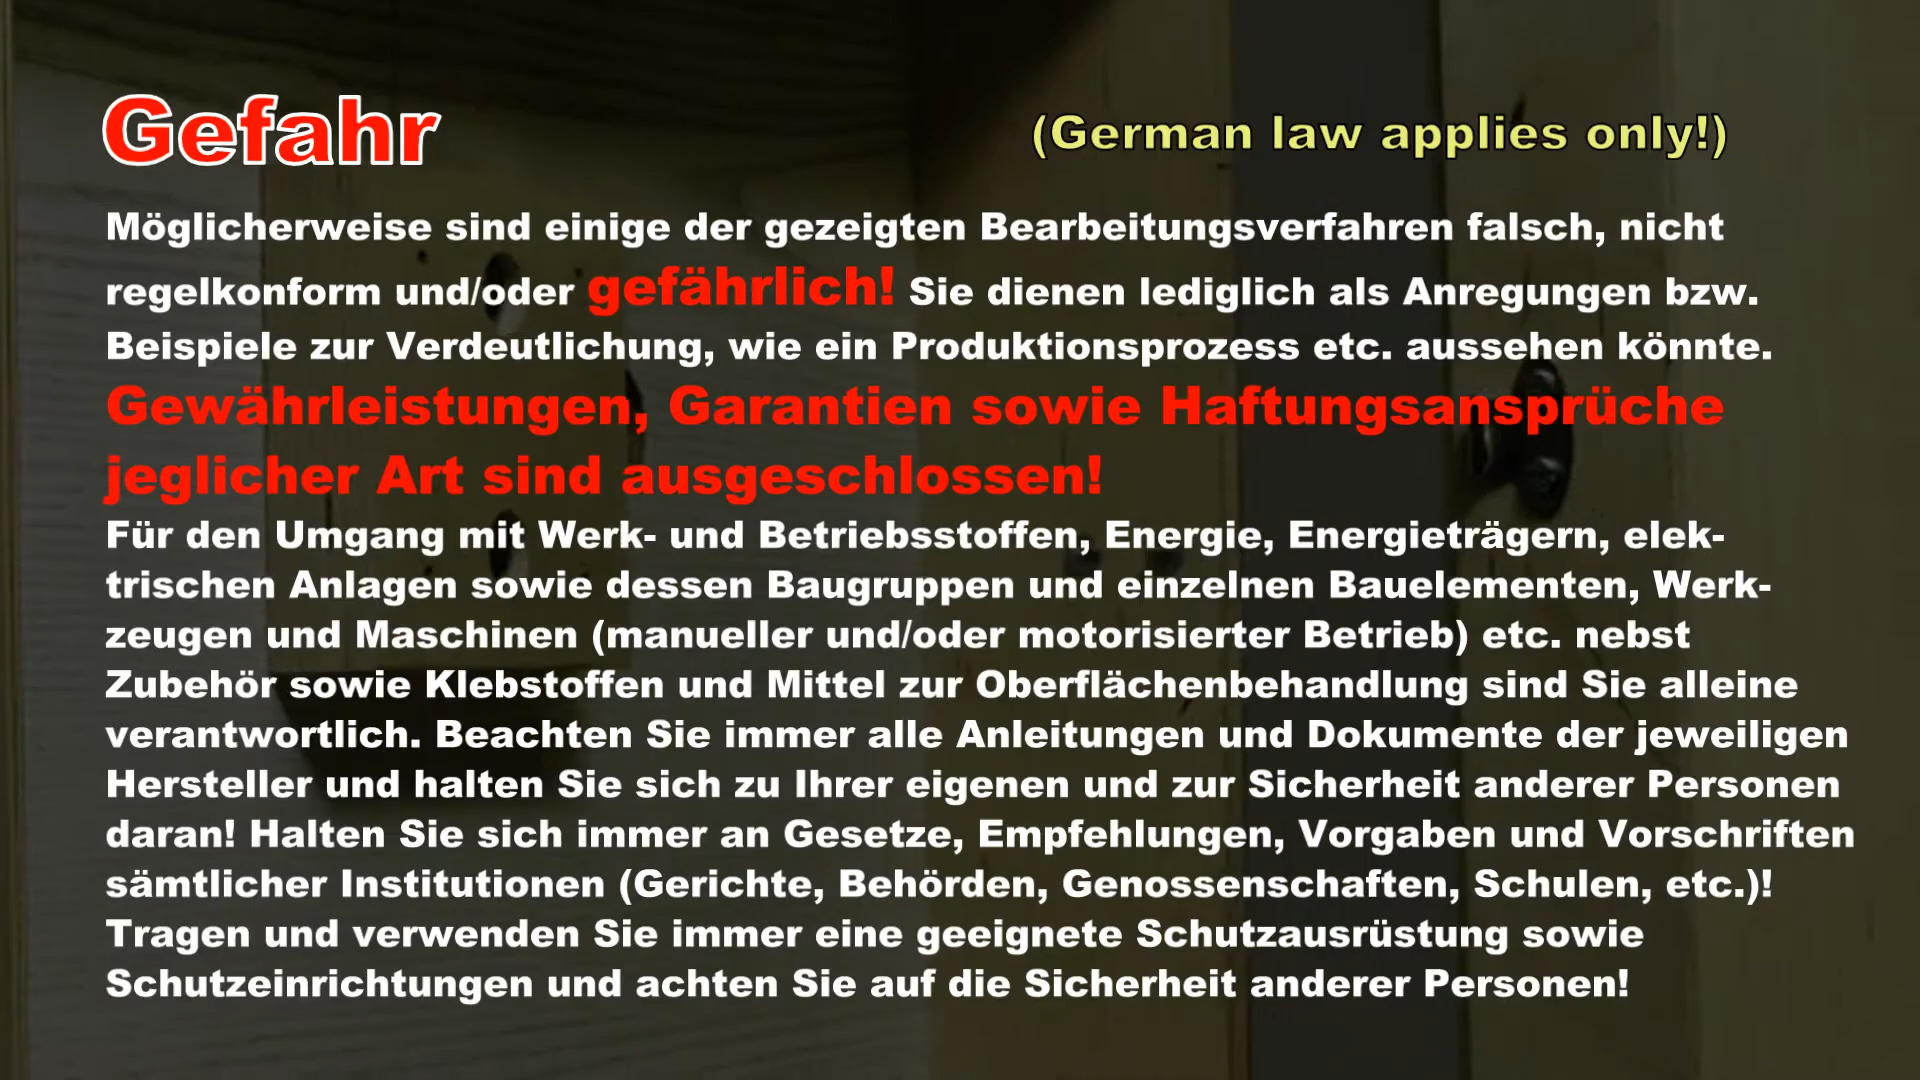 Gefahr
(German law applies only!)
Möglicherweise sind einige der gezeigten Bearbeitungsverfahren falsch, nicht
regelkonform und/oder gefährlich! Sie dienen lediglich als Anregungen bzw.
Beispiele zur Verdeutlichung, wie ein Produktionsprozess etc. aussehen könnte.
Gewährleistungen, Garantien sowie Haftungsansprüche
jeglicher Art sind ausgeschlossen!
Für den Umgang mit Werk- und Betriebsstoffen, Energie, Energieträgern, elek-
trischen Anlagen sowie dessen Baugruppen und einzelnen Bauelementen, Werk-
zeugen und Maschinen (manueller und/oder motorisierter Betrieb) etc. nebst
Zubehör sowie Klebstoffen und Mittel zur Oberflächenbehandlung sind Sie alleine
verantwortlich. Beachten Sie immer alle Anleitungen und Dokumente der jeweiligen
Hersteller und halten Sie sich zu Ihrer eigenen und zur Sicherheit anderer Personen
daran! Halten Sie sich immer an Gesetze, Empfehlungen, Vorgaben und Vorschriften
sämtlicher Institutionen (Gerichte, Behörden, Genossenschaften, Schulen, etc.)!
Tragen und verwenden Sie immer eine geeignete Schutzausrüstung sowie
Schutzeinrichtungen und achten Sie auf die Sicherheit anderer Personen!